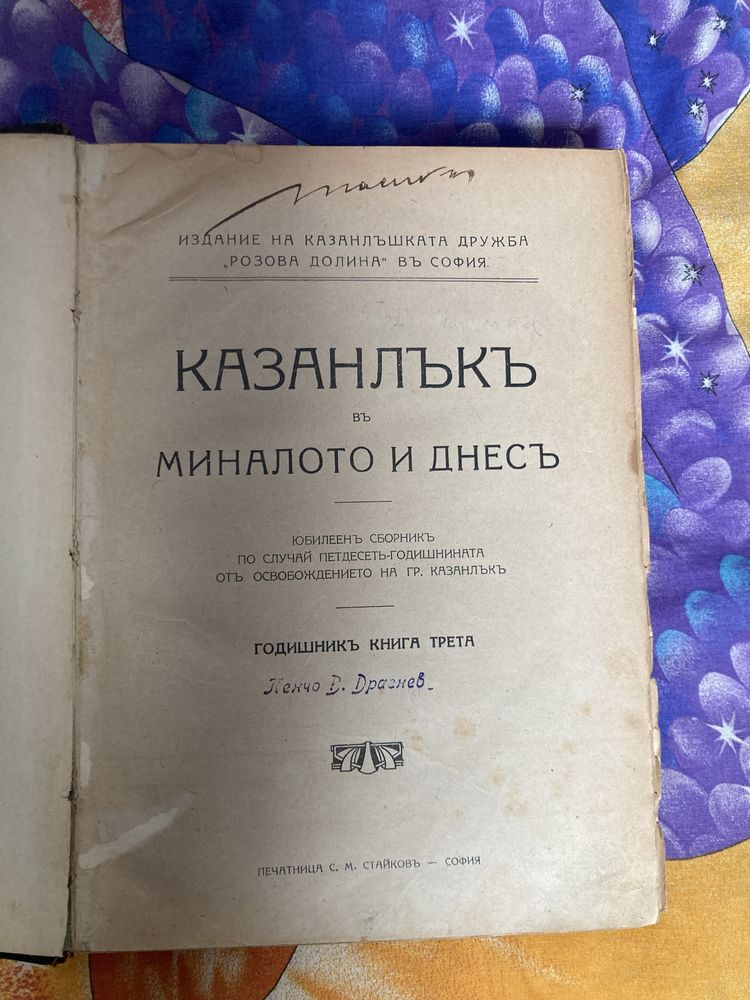 ИЗДАНИЕ НА КАЗАНЛЪШКАТА ДРУЖБА
„РОЗОВА ДОЛИНА“ ВЪ СОФИЯ.
КАЗАНЛЪКЪ
ВЪ
МИНАЛОТО И ДНЕСЪ
ЮБИЛЕЕНЪ СБОРНИКЪ
ПО СЛУЧАЙ ПЕТДЕСЕТЬ-ГОДИШНИНАТА
ОТЪ ОСВОБОЖДЕНИЕТО НА ГР. КАЗАНЛЪКЪ
ГОДИШНИКЪ КНИГА ТРЕТА
Пенчо В. Драгнев
ПЕЧАТНИЦА С. М. СТАЙКОВЪ — СОФИЯ